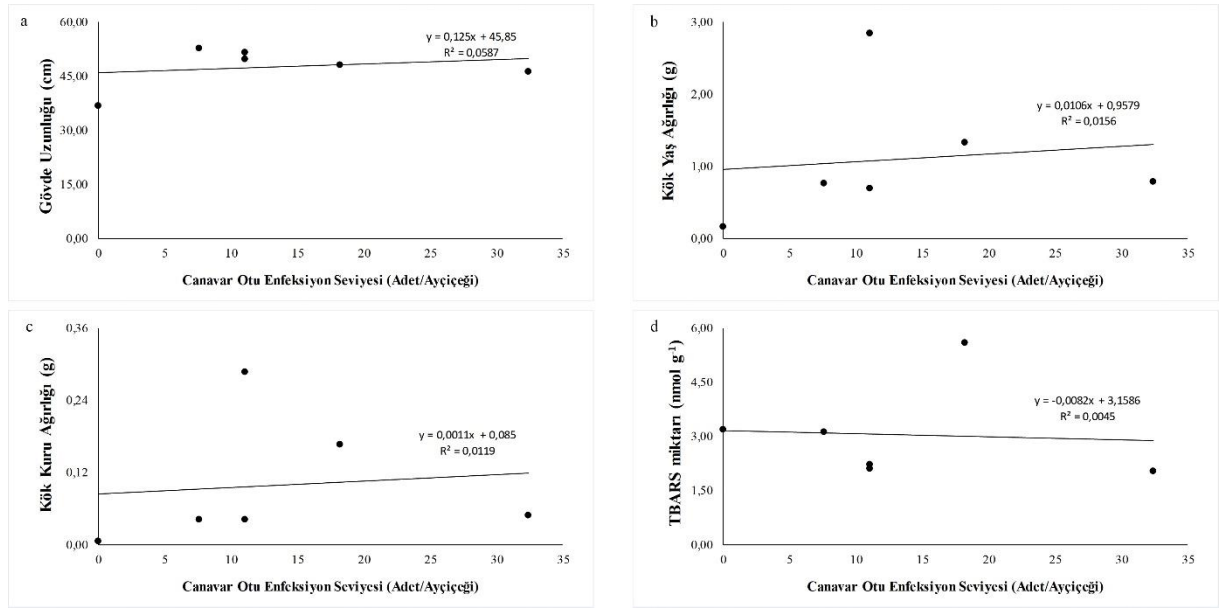 a
60,00
45,00
30,00
15,00
0,00
Gövde Uzunluğu (cm)
y = 0,125x + 45,85
R² = 0,0587
0 5 10 15 20 25 30 35
Canavar Otu Enfeksiyon Seviyesi (Adet/Ayçiçeği)
b
3,00
2,00
1,00
0,00
Kök Yaş Ağırlığı (g)
y = 0,0106x + 0,9579
R² = 0,0156
0 5 10 15 20 25 30 35
Canavar Otu Enfeksiyon Seviyesi (Adet/Ayçiçeği)
c
0,36
0,24
0,12
0,00
Kök Kuru Ağırlığı (g)
y = 0,0011x + 0,085
R² = 0,0119
0 5 10 15 20 25 30 35
Canavar Otu Enfeksiyon Seviyesi (Adet/Ayçiçeği)
d
6,00
4,50
3,00
1,50
0,00
TBARS miktarı (nmol g⁻¹)
y = -0,0082x + 3,1586
R² = 0,0045
0 5 10 15 20 25 30 35
Canavar Otu Enfeksiyon Seviyesi (Adet/Ayçiçeği)